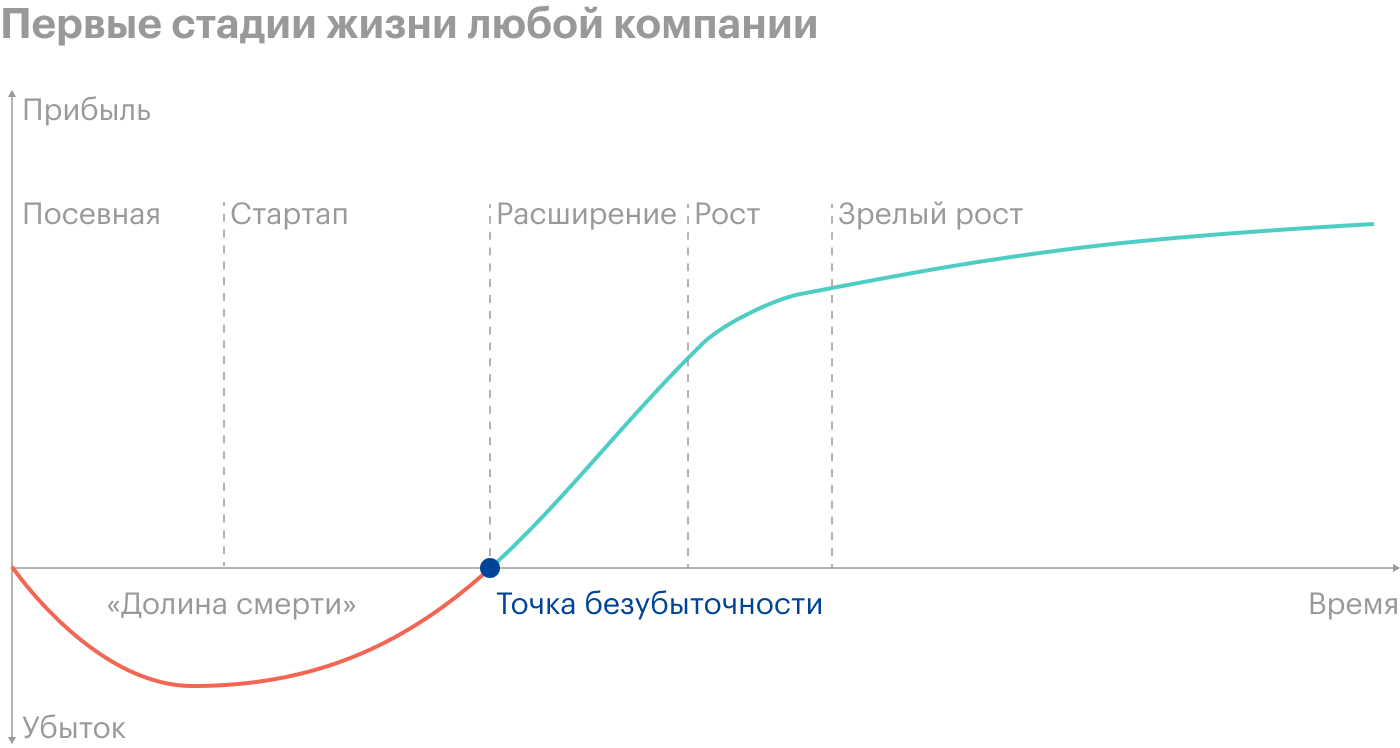 Первые стадии жизни любой компании
Прибыль
Посевная
Стартап
Расширение
Рост
Зрелый рост
«Долина смерти»
Точка безубыточности
Время
Убыток